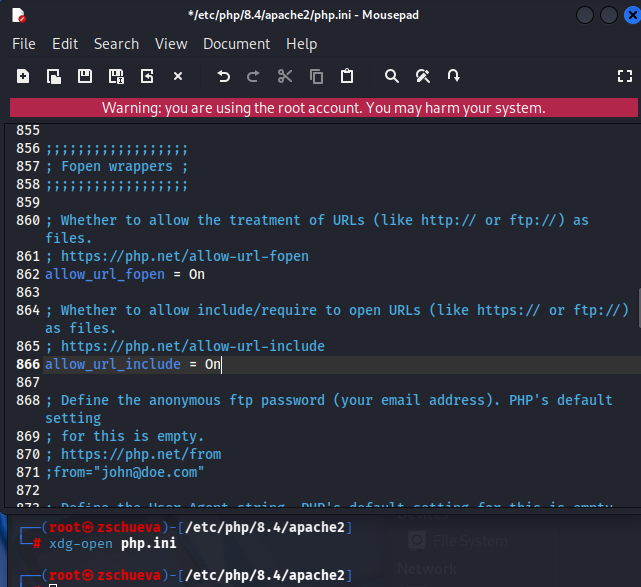 */etc/php/8.4/apache2/php.ini - Mousepad
File Edit Search View Document Help
Warning: you are using the root account. You may harm your system.
855
856 ;;;;;;;;;;;;;;;;;;
857 ; Fopen wrappers ;
858 ;;;;;;;;;;;;;;;;;;
859
860 ; Whether to allow the treatment of URLs (like http:// or ftp://) as
files.
861 ; https://php.net/allow-url-fopen
862 allow_url_fopen = On
863
864 ; Whether to allow include/require to open URLs (like https:// or ftp://)
as files.
865 ; https://php.net/allow-url-include
866 allow_url_include = On
867
868 ; Define the anonymous ftp password (your email address). PHP's default
setting
869 ; for this is empty.
870 ; https://php.net/from
871 ;from="john@doe.com"
872
873 ; Define the User-Agent string. PHP's default setting for this is empty
(root㉿zschueva)-[/etc/php/8.4/apache2]
# xdg-open php.ini
File System
(root㉿zschueva)-[/etc/php/8.4/apache2]
Network